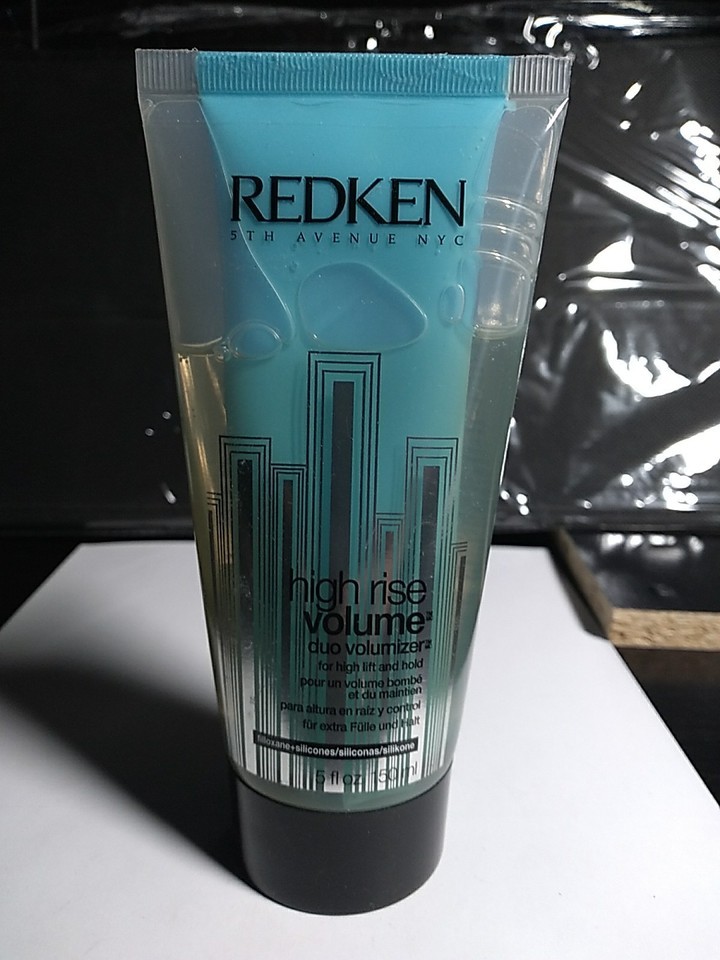 REDKEN
5TH AVENUE NYC
high rise
volume
duo volumizer
for high lift and hold
pour un volume bombé
et du maintien
para altura en raíz y control
für extra Fülle und Halt
siloxane+silicones/siliconas/silikone
5 fl oz 150 ml